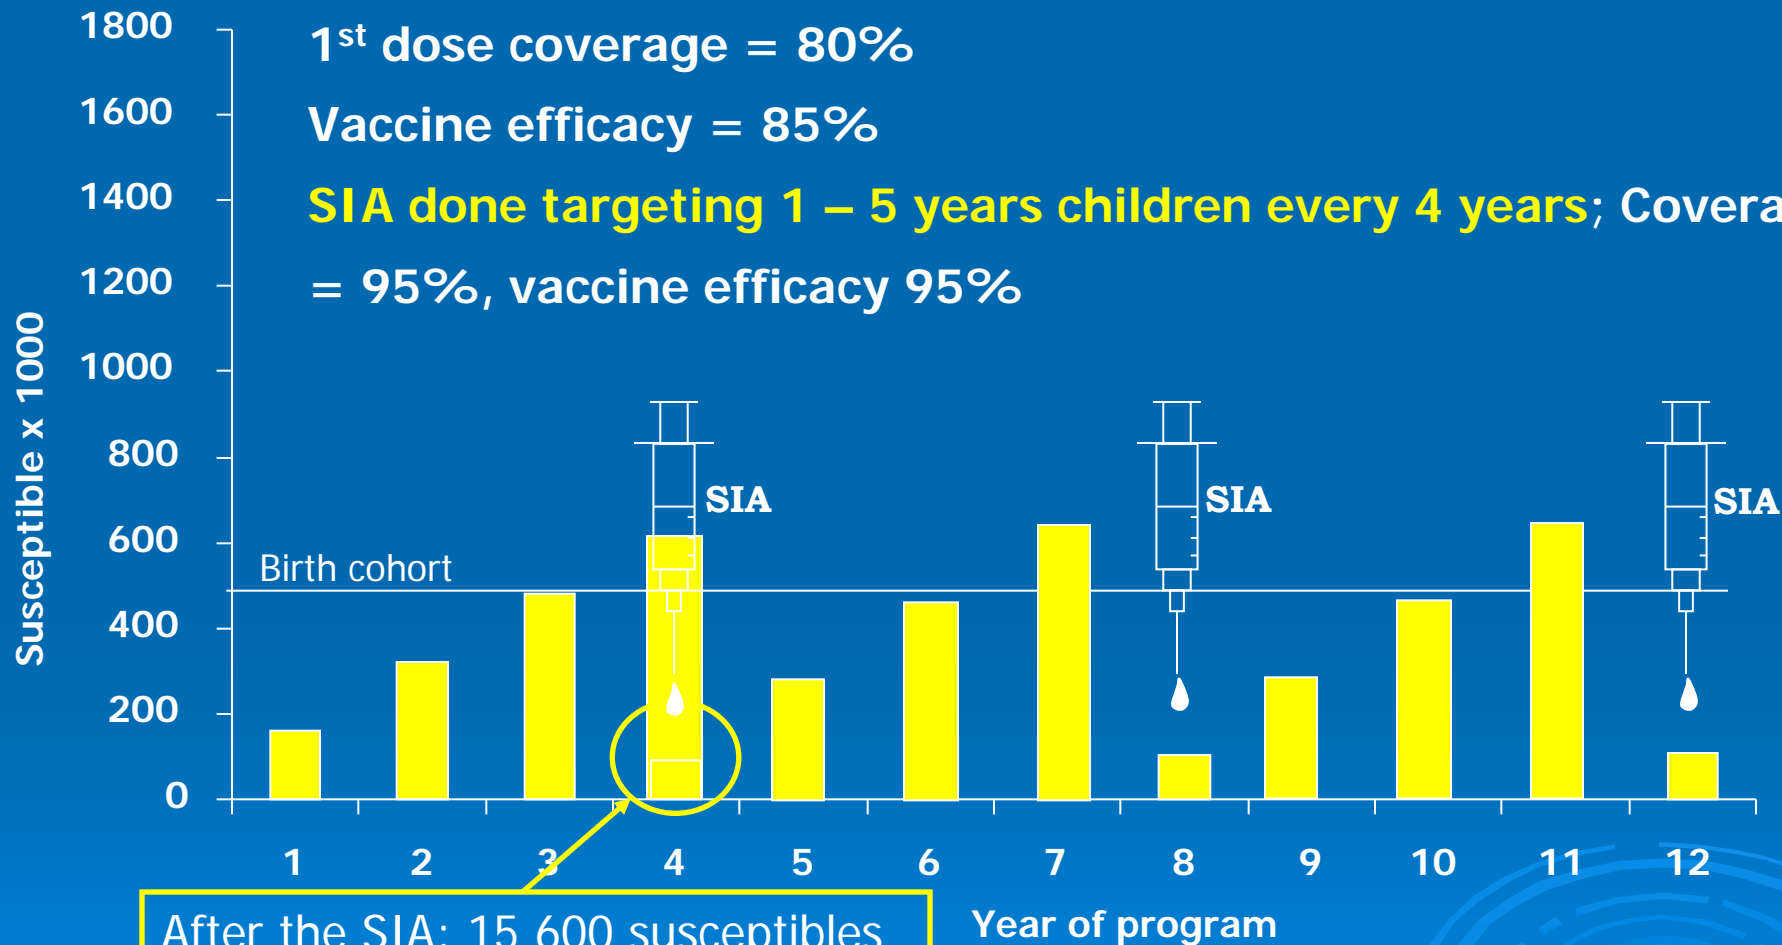 1st dose coverage = 80%
Vaccine efficacy = 85%
SIA done targeting 1 – 5 years children every 4 years; Covera
= 95%, vaccine efficacy 95%
Susceptible x 1000
1800
1600
1400
1200
1000
800
600
400
200
0
Birth cohort
SIA
SIA
SIA
1 2 3 4 5 6 7 8 9 10 11 12
Year of program
After the SIA: 15 600 susceptibles